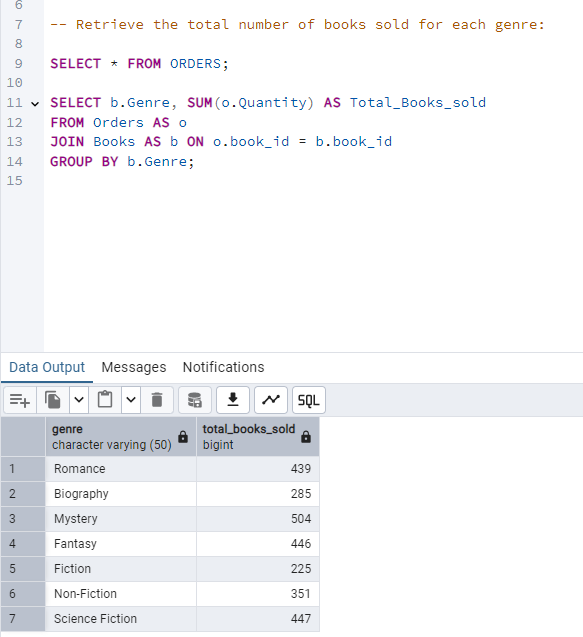 6
7 -- Retrieve the total number of books sold for each genre:
8
9 SELECT * FROM ORDERS;
10
11 SELECT b.Genre, SUM(o.Quantity) AS Total_Books_sold
12 FROM Orders AS o
13 JOIN Books AS b ON o.book_id = b.book_id
14 GROUP BY b.Genre;
15
Data Output Messages Notifications
SQL
genre total_books_sold
character varying (50) bigint
1 Romance 439
2 Biography 285
3 Mystery 504
4 Fantasy 446
5 Fiction 225
6 Non-Fiction 351
7 Science Fiction 447